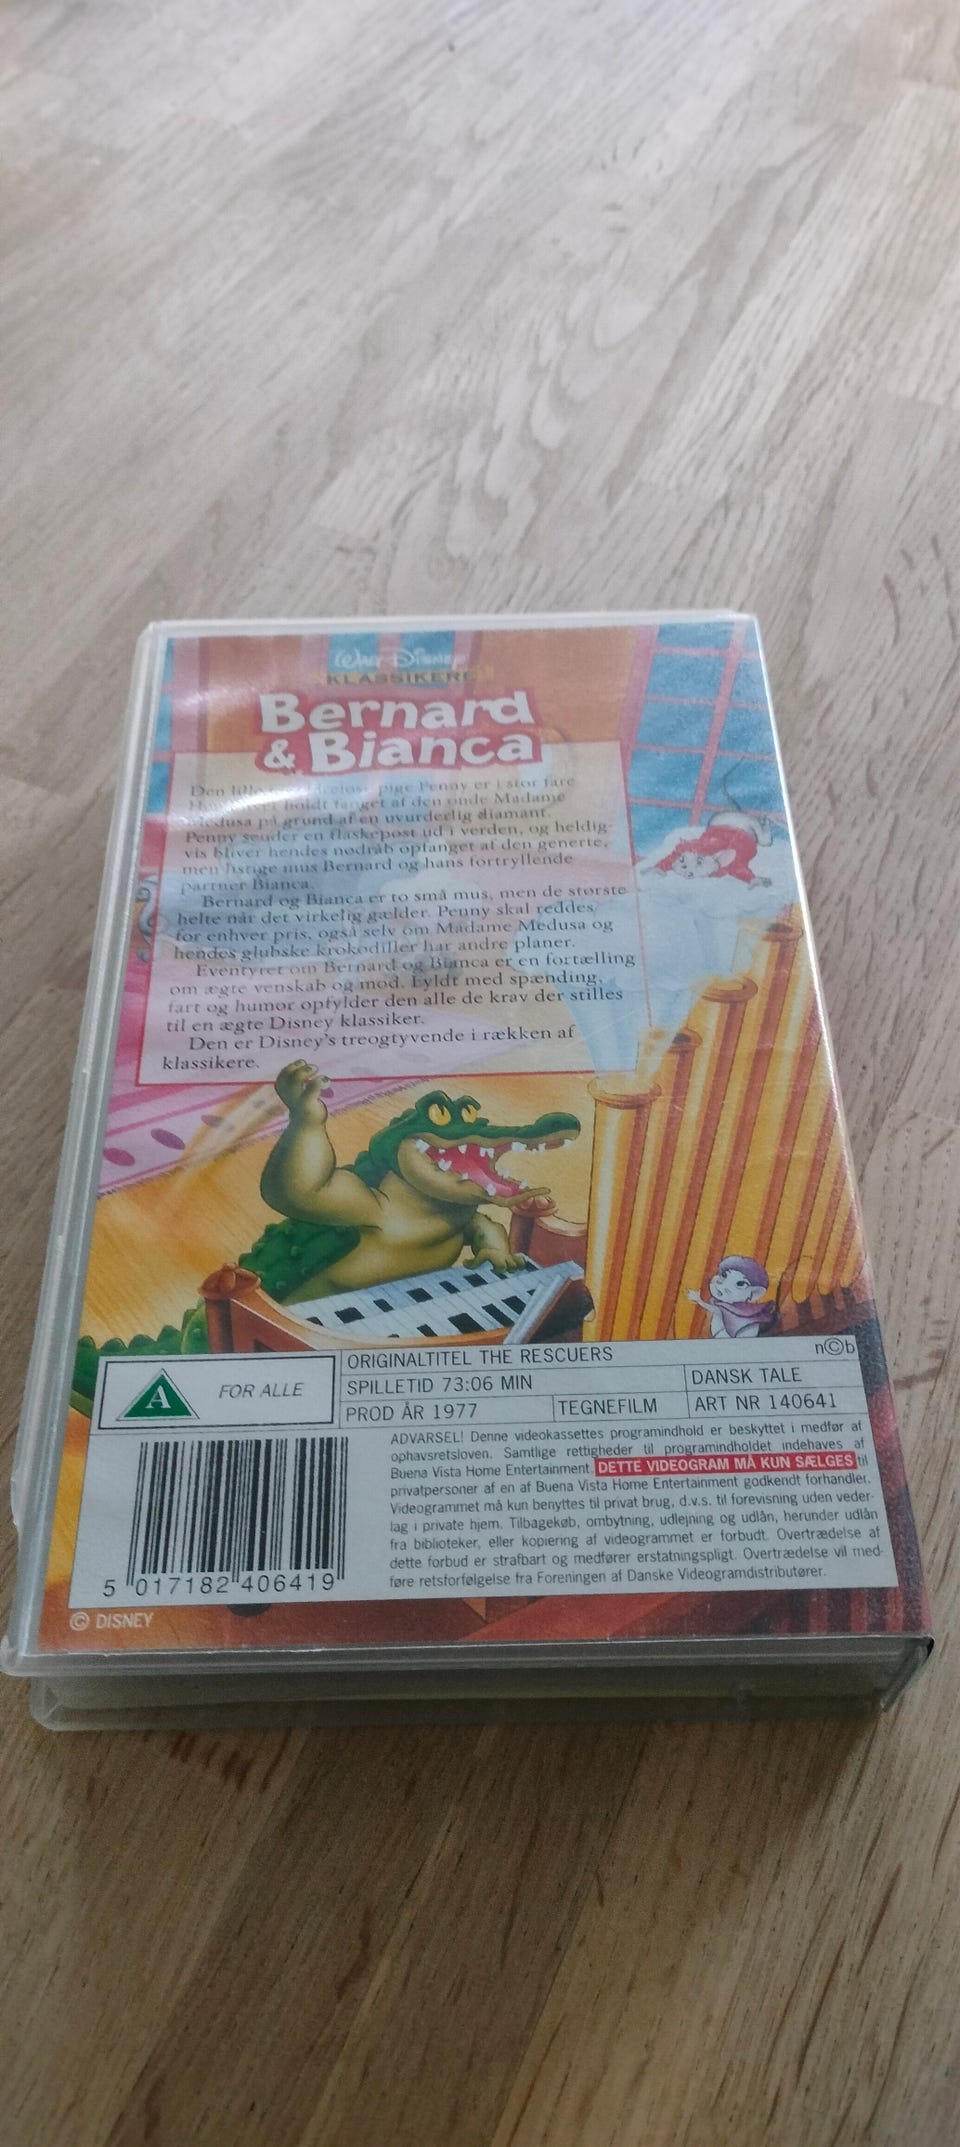 WALT DISNEY
KLASSIKERE
Bernard
& Bianca
Den lille pige Penny er i stor fare
holdt fanget af den onde Madame
Medusa på grund af en uvurderlig diamant.
Penny sender en flaskepost ud i verden, og heldig-
vis bliver hendes nødråb opfanget af den generte,
men listige mus Bernard og hans fortryllende
partner Bianca.
Bernard og Bianca er to små mus, men de største
helte når det virkelig gælder. Penny skal reddes
for enhver pris, også selv om Madame Medusa og
hendes glubske krokodiller har andre planer.
Eventyret om Bernard og Bianca er en fortælling
om ægte venskab og mod. Fyldt med spænding,
fart og humor opfylder den alle de krav der stilles
til en ægte Disney klassiker.
Den er Disney's treogtyvende i rækken af
klassikere.
A FOR ALLE
ORIGINALTITEL THE RESCUERS
n©b
SPILLETID 73:06 MIN
DANSK TALE
PROD ÅR 1977
TEGNEFILM
ART NR 140641
ADVARSEL! Denne videokassettes programindhold er beskyttet i medfør af
ophavsretsloven. Samtlige rettigheder til programindholdet indehaves af
Buena Vista Home Entertainment. DETTE VIDEOGRAM MÅ KUN SÆLGES til
privatpersoner af en af Buena Vista Home Entertainment godkendt forhandler.
Videogrammet må kun benyttes til privat brug, d.v.s. til forevisning uden veder-
lag i private hjem. Tilbagekøb, ombytning, udlejning og udlån, herunder udlån
fra biblioteker, eller kopiering af videogrammet er forbudt. Overtrædelse af
dette forbud er strafbart og medfører erstatningspligt. Overtrædelse vil med-
føre retsforfølgelse fra Foreningen af Danske Videogramdistributører.
5 017182 406419
© DISNEY